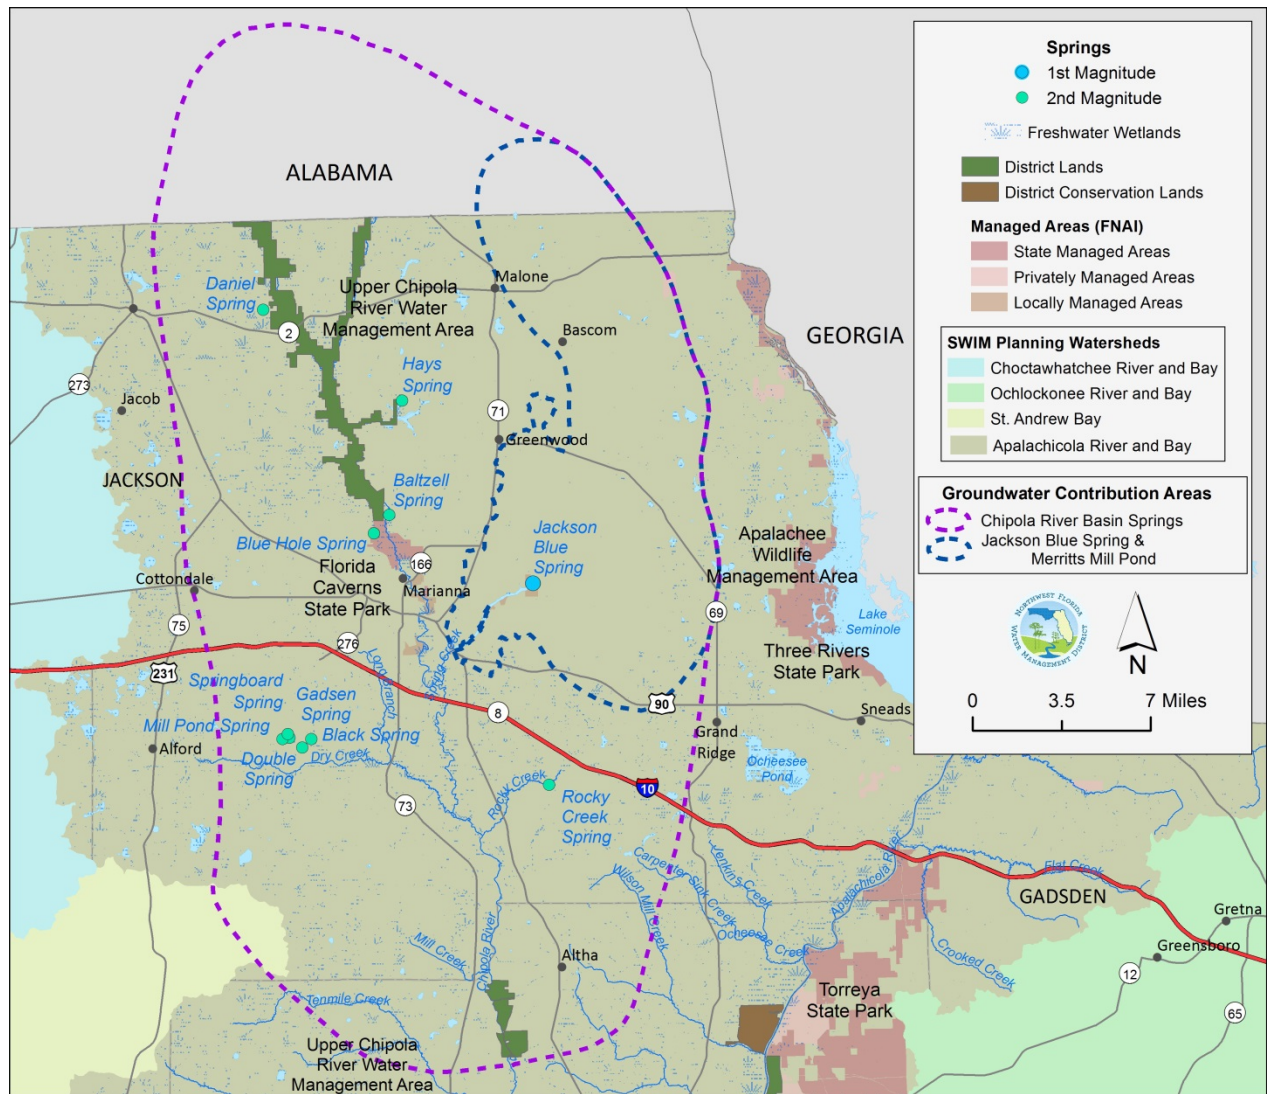 ALABAMA
GEORGIA
Daniel
Spring
2
Upper Chipola
River Water
Management Area
Malone
Bascom
Hays
Spring
273
Jacob
71
Greenwood
JACKSON
Baltzell
Spring
Blue Hole Spring
Jackson
Blue
Spring
Apalachee
Wildlife
Management Area
166
Florida
Caverns
State Park
Marianna
Cottondale
75
276
69
Lake
Seminole
Three Rivers
State Park
231
Long Branch
Spring Creek
Springboard
Spring
Gadsen
Spring
Mill Pond Spring
Black Spring
Double
Spring
Dry Creek
Alford
8
90
Sneads
Grand
Ridge
Ocheesee
Pond
10
73
Rocky Creek
Rocky
Creek
Spring
Carpenter Sink Creek
Jenkins Creek
Wilson Mill Creek
Ocheesee Creek
Apalachicola River
Flat Creek
GADSDEN
Gretna
Greensboro
Crooked Creek
12
65
Mill Creek
Chipola River
Altha
Tenmile Creek
Torreya
State Park
Upper Chipola
River Water
Management Area
Springs
1st Magnitude
2nd Magnitude
Freshwater Wetlands
District Lands
District Conservation Lands
Managed Areas (FNAI)
State Managed Areas
Privately Managed Areas
Locally Managed Areas
SWIM Planning Watersheds
Choctawhatchee River and Bay
Ochlockonee River and Bay
St. Andrew Bay
Apalachicola River and Bay
Groundwater Contribution Areas
Chipola River Basin Springs
Jackson Blue Spring &
Merritts Mill Pond
NORTHWEST FLORIDA
WATER MANAGEMENT DISTRICT
N
0 3.5 7 Miles